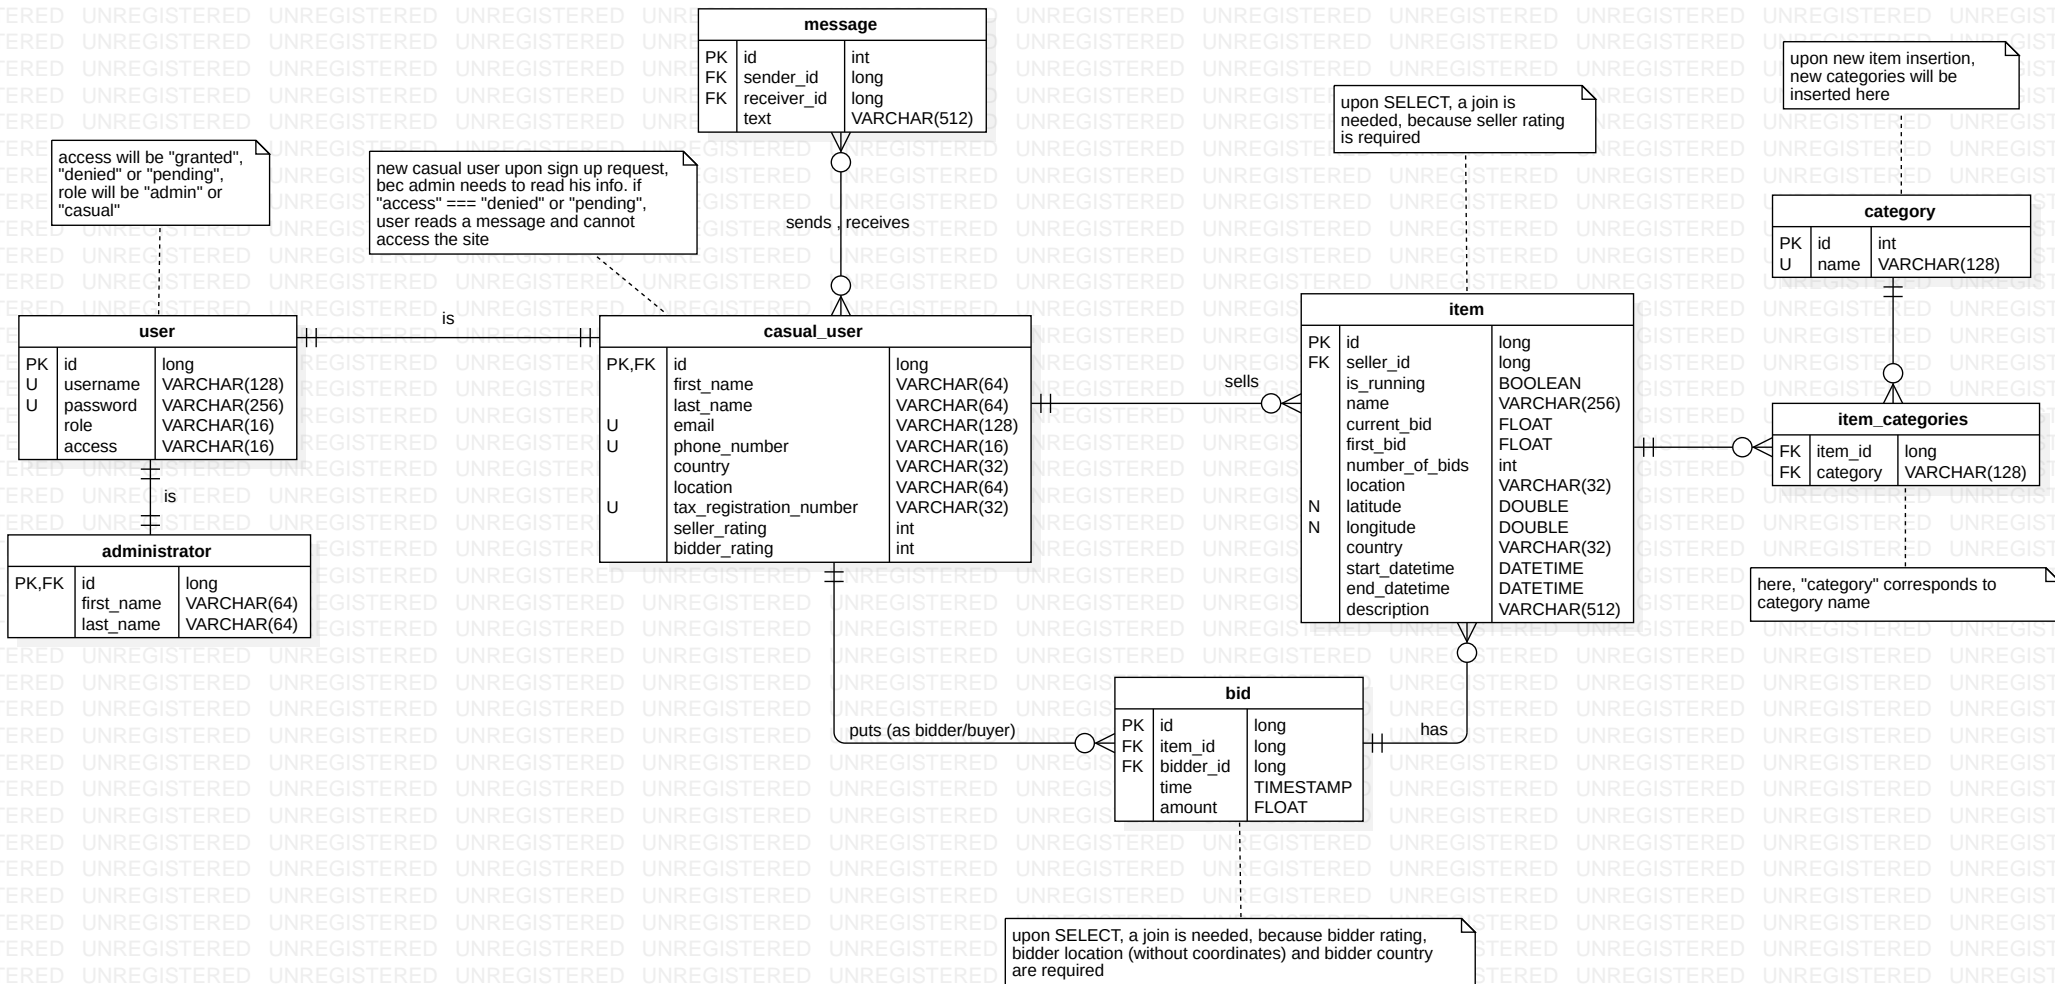 message
PK id int
FK sender_id long
FK receiver_id long
text VARCHAR(512)
upon new item insertion,
new categories will be
inserted here
upon SELECT, a join is
needed, because seller rating
is required
access will be "granted",
"denied" or "pending",
role will be "admin" or
"casual"
new casual user upon sign up request,
bec admin needs to read his info. if
"access" === "denied" or "pending",
user reads a message and cannot
access the site
sends , receives
category
PK id int
U name VARCHAR(128)
user
PK id long
U username VARCHAR(128)
U password VARCHAR(256)
role VARCHAR(16)
access VARCHAR(16)
is
casual_user
PK,FK id long
first_name VARCHAR(64)
last_name VARCHAR(64)
U email VARCHAR(128)
U phone_number VARCHAR(16)
country VARCHAR(32)
location VARCHAR(64)
U tax_registration_number VARCHAR(32)
seller_rating int
bidder_rating int
sells
item
PK id long
FK seller_id long
is_running BOOLEAN
name VARCHAR(256)
current_bid FLOAT
first_bid FLOAT
number_of_bids int
location VARCHAR(32)
N latitude DOUBLE
N longitude DOUBLE
country VARCHAR(32)
start_datetime DATETIME
end_datetime DATETIME
description VARCHAR(512)
item_categories
FK item_id long
FK category VARCHAR(128)
is
administrator
PK,FK id long
first_name VARCHAR(64)
last_name VARCHAR(64)
here, "category" corresponds to
category name
puts (as bidder/buyer)
bid
PK id long
FK item_id long
FK bidder_id long
time TIMESTAMP
amount FLOAT
has
upon SELECT, a join is needed, because bidder rating,
bidder location (without coordinates) and bidder country
are required
UNREGISTERED